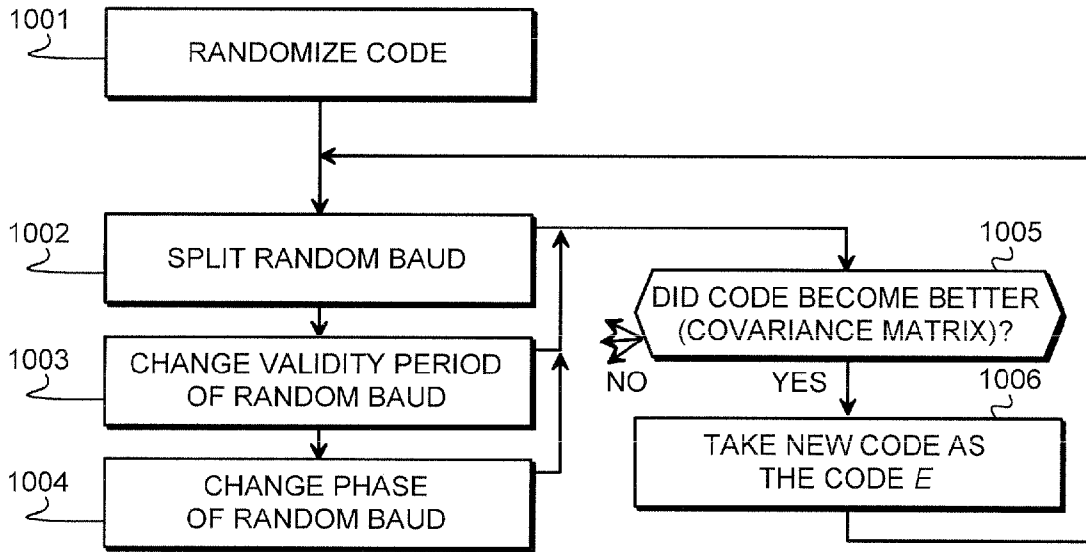 1001
RANDOMIZE CODE
1002
SPLIT RANDOM BAUD
1003
CHANGE VALIDITY PERIOD
OF RANDOM BAUD
1004
CHANGE PHASE
OF RANDOM BAUD
1005
DID CODE BECOME BETTER
(COVARIANCE MATRIX)?
NO
YES
1006
TAKE NEW CODE AS
THE CODE E